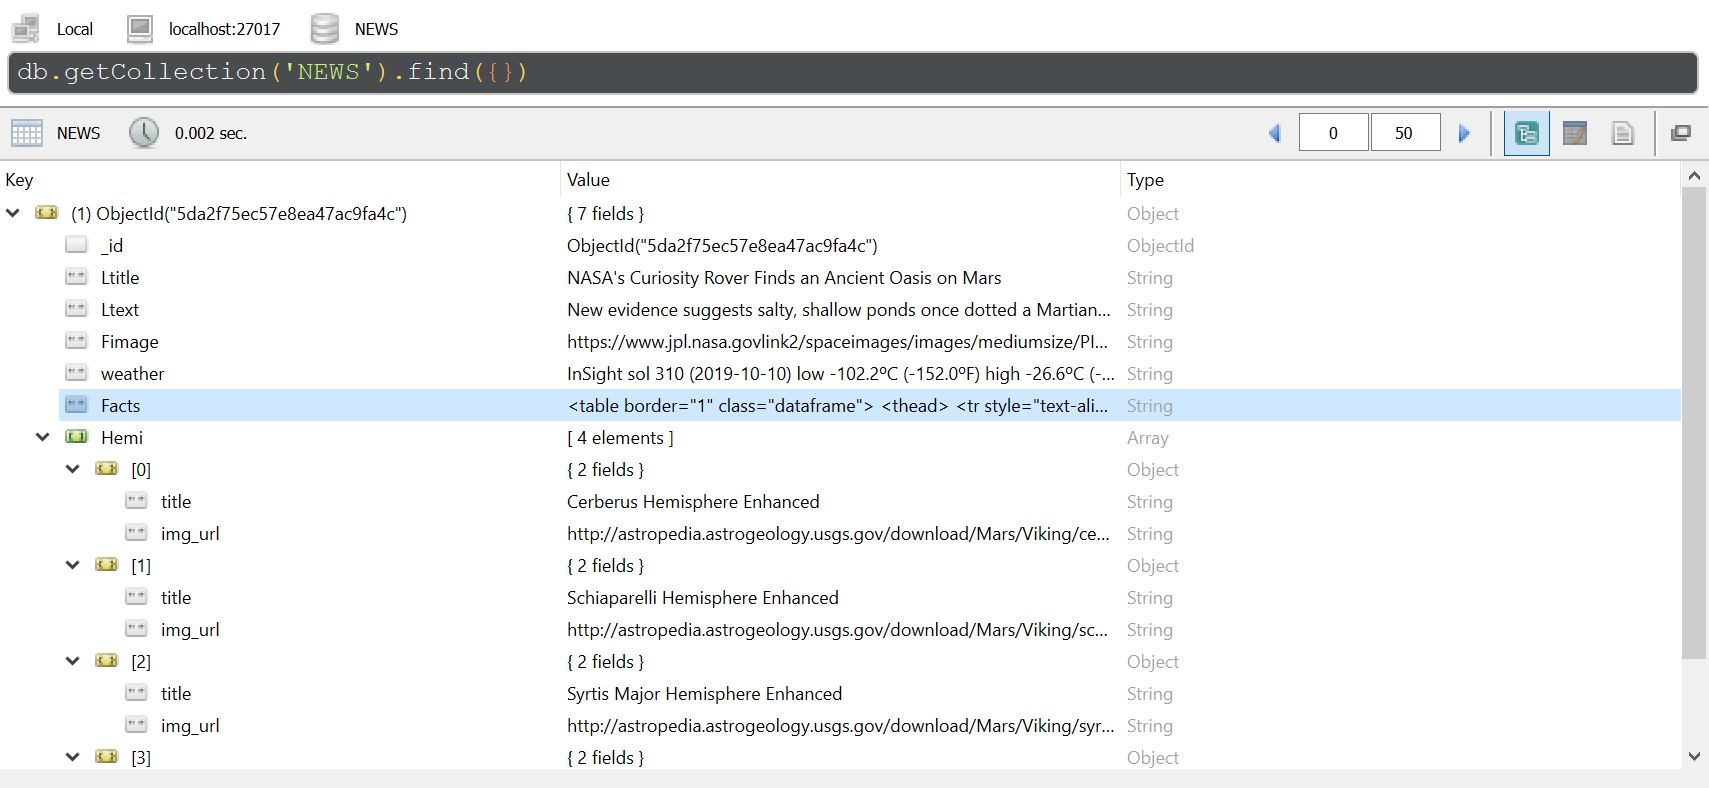 Local localhost:27017 NEWS
db.getCollection('NEWS').find({})
NEWS 0.002 sec. 0 50
Key Value Type
(1) ObjectId("5da2f75ec57e8ea47ac9fa4c") { 7 fields } Object
_id ObjectId("5da2f75ec57e8ea47ac9fa4c") ObjectId
Ltitle NASA's Curiosity Rover Finds an Ancient Oasis on Mars String
Ltext New evidence suggests salty, shallow ponds once dotted a Martian... String
Fimage https://www.jpl.nasa.govlink2/spaceimages/images/mediumsize/PI... String
weather InSight sol 310 (2019-10-10) low -102.2ºC (-152.0ºF) high -26.6ºC (-... String
Facts <table border="1" class="dataframe"> <thead> <tr style="text-ali... String
Hemi [ 4 elements ] Array
[0] { 2 fields } Object
title Cerberus Hemisphere Enhanced String
img_url http://astropedia.astrogeology.usgs.gov/download/Mars/Viking/ce... String
[1] { 2 fields } Object
title Schiaparelli Hemisphere Enhanced String
img_url http://astropedia.astrogeology.usgs.gov/download/Mars/Viking/sc... String
[2] { 2 fields } Object
title Syrtis Major Hemisphere Enhanced String
img_url http://astropedia.astrogeology.usgs.gov/download/Mars/Viking/syr... String
[3] { 2 fields } Object